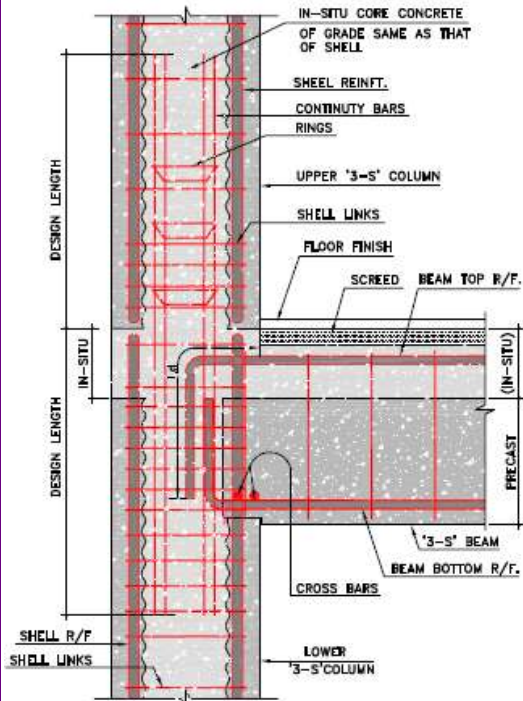 IN-SITU CORE CONCRETE
OF GRADE SAME AS THAT
OF SHELL
SHEEL REINFT.
CONTINUTY BARS
RINGS
UPPER '3-S' COLUMN
SHELL LINKS
FLOOR FINISH
SCREED
BEAM TOP R/F.
DESIGN LENGTH
IN-SITU
DESIGN LENGTH
Ld
(IN-SITU)
PRECAST
'3-S' BEAM
BEAM BOTTOM R/F.
CROSS BARS
SHELL R/F
SHELL LINKS
LOWER
'3-S'COLUMN